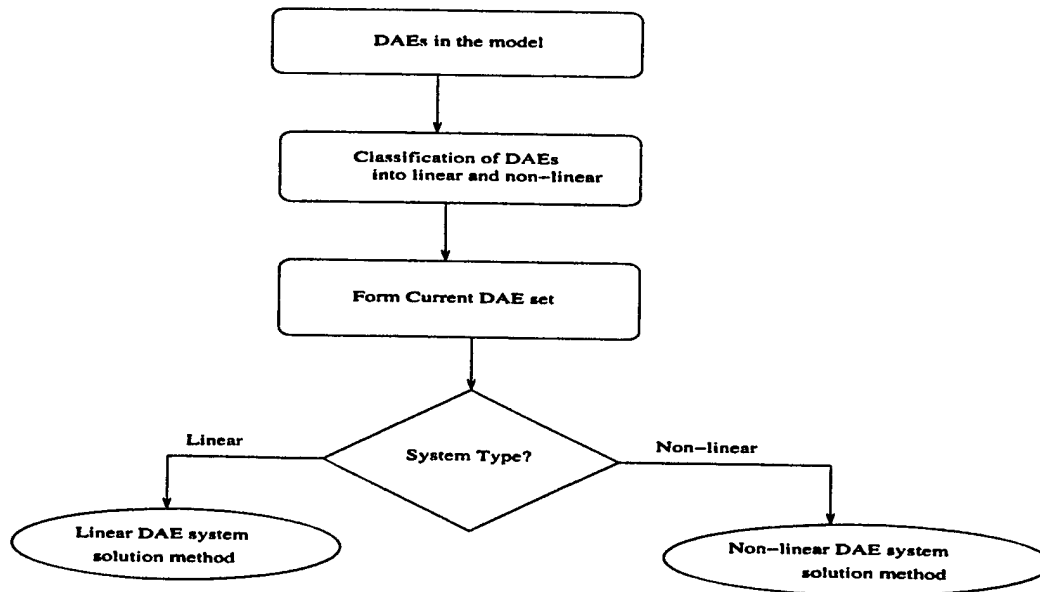 DAEs in the model
Classification of DAEs
into linear and non-linear
Form Current DAE set
System Type?
Linear
Non-linear
Linear DAE system
solution method
Non-linear DAE system
solution method